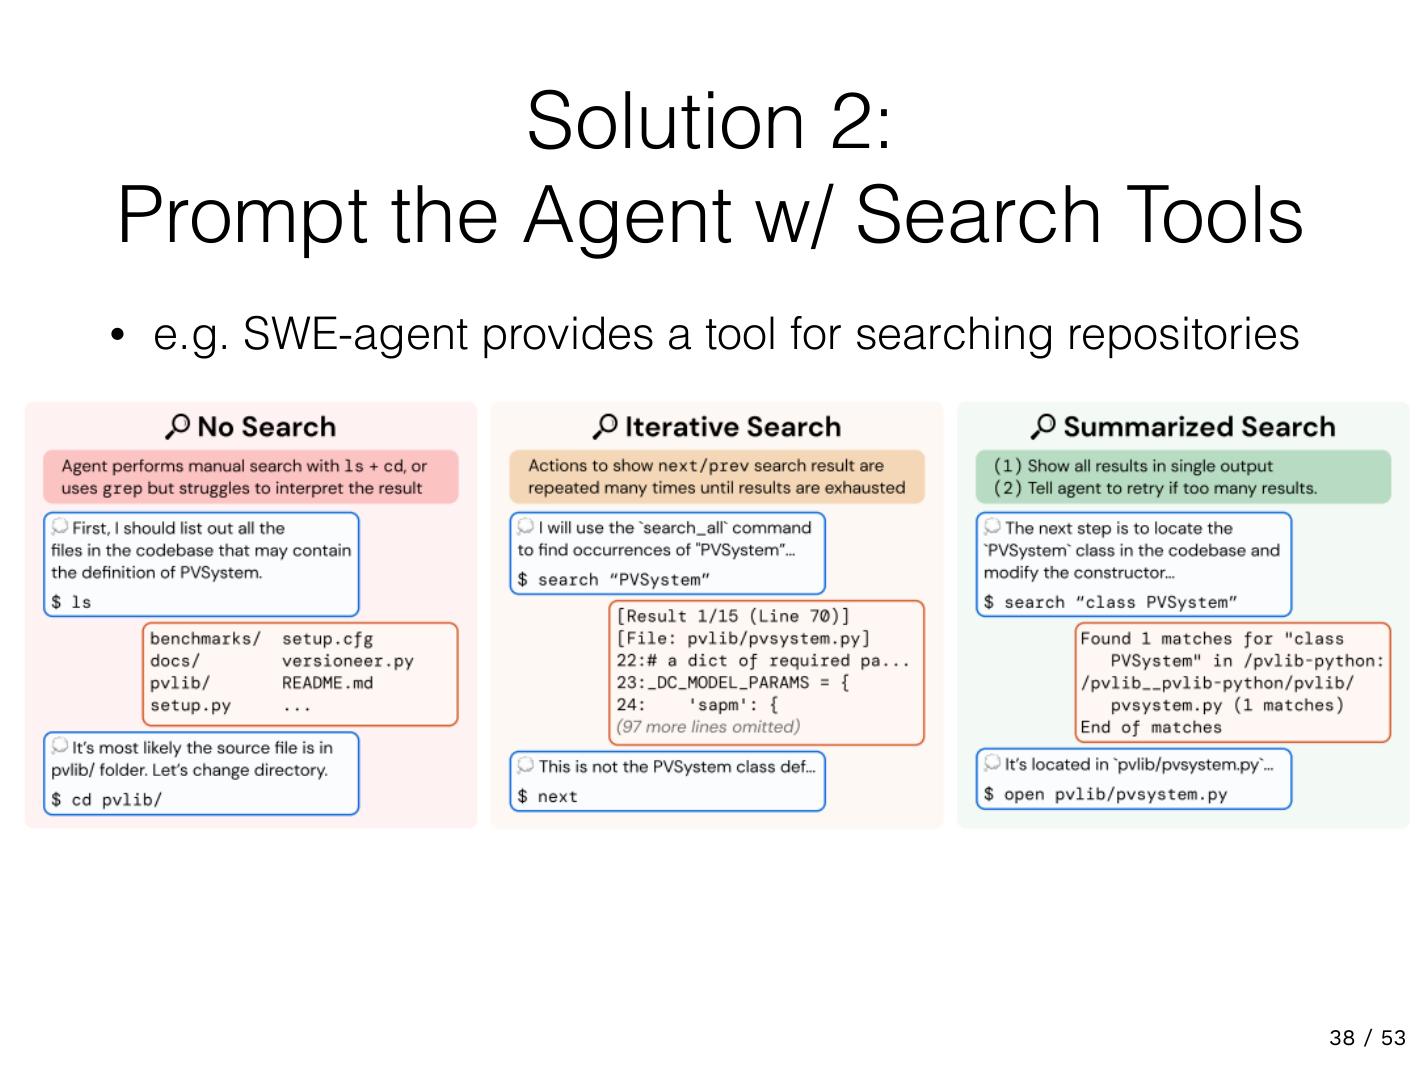 Solution 2:
Prompt the Agent w/ Search Tools
• e.g. SWE-agent provides a tool for searching repositories
No Search
Agent performs manual search with ls + cd, or
uses grep but struggles to interpret the result
First, I should list out all the
files in the codebase that may contain
the definition of PVSystem.
$ ls
benchmarks/ setup.cfg
docs/ versioneer.py
pvlib/ README.md
setup.py ...
It's most likely the source file is in
pvlib/ folder. Let's change directory.
$ cd pvlib/
Iterative Search
Actions to show next/prev search result are
repeated many times until results are exhausted
I will use the `search_all` command
to find occurrences of "PVSystem"...
$ search “PVSystem”
[Result 1/15 (Line 70)]
[File: pvlib/pvsystem.py]
22:# a dict of required pa...
23:_DC_MODEL_PARAMS = {
24:    'sapm': {
(97 more lines omitted)
This is not the PVSystem class def...
$ next
Summarized Search
(1) Show all results in single output
(2) Tell agent to retry if too many results.
The next step is to locate the
`PVSystem` class in the codebase and
modify the constructor...
$ search “class PVSystem”
Found 1 matches for "class
PVSystem" in /pvlib-python:
/pvlib__pvlib-python/pvlib/
pvsystem.py (1 matches)
End of matches
It's located in `pvlib/pvsystem.py`...
$ open pvlib/pvsystem.py
38 / 53